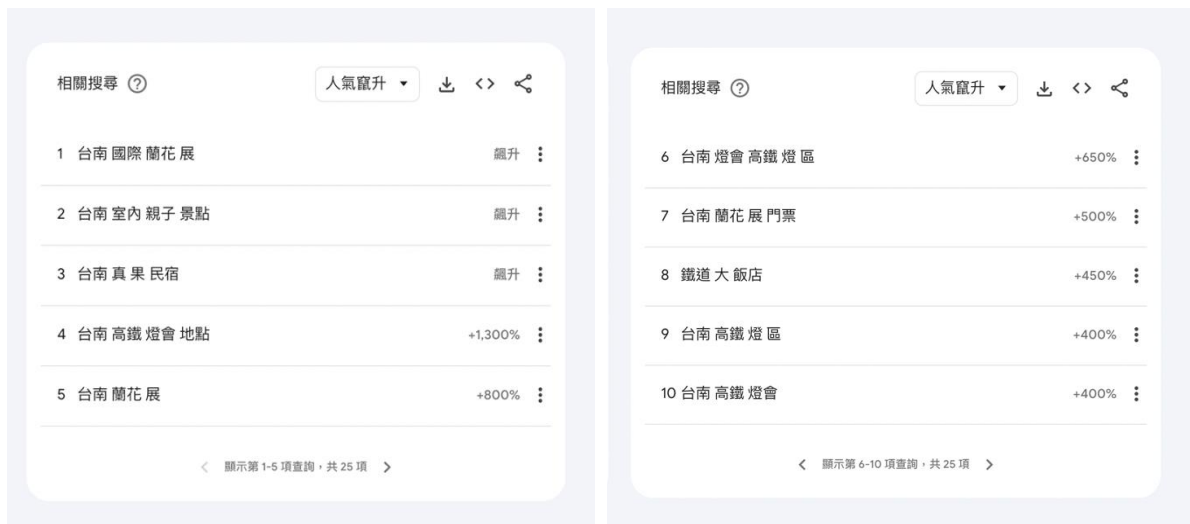 相關搜尋 ? 人氣竄升
1 台南 國際 蘭花 展 飆升
2 台南 室內 親子 景點 飆升
3 台南 真 果 民宿 飆升
4 台南 高鐵 燈會 地點 +1,300%
5 台南 蘭花 展 +800%
顯示第 1-5 項查詢，共 25 項
相關搜尋 ? 人氣竄升
6 台南 燈會 高鐵 燈 區 +650%
7 台南 蘭花 展 門票 +500%
8 鐵道 大 飯店 +450%
9 台南 高鐵 燈 區 +400%
10 台南 高鐵 燈會 +400%
顯示第 6-10 項查詢，共 25 項